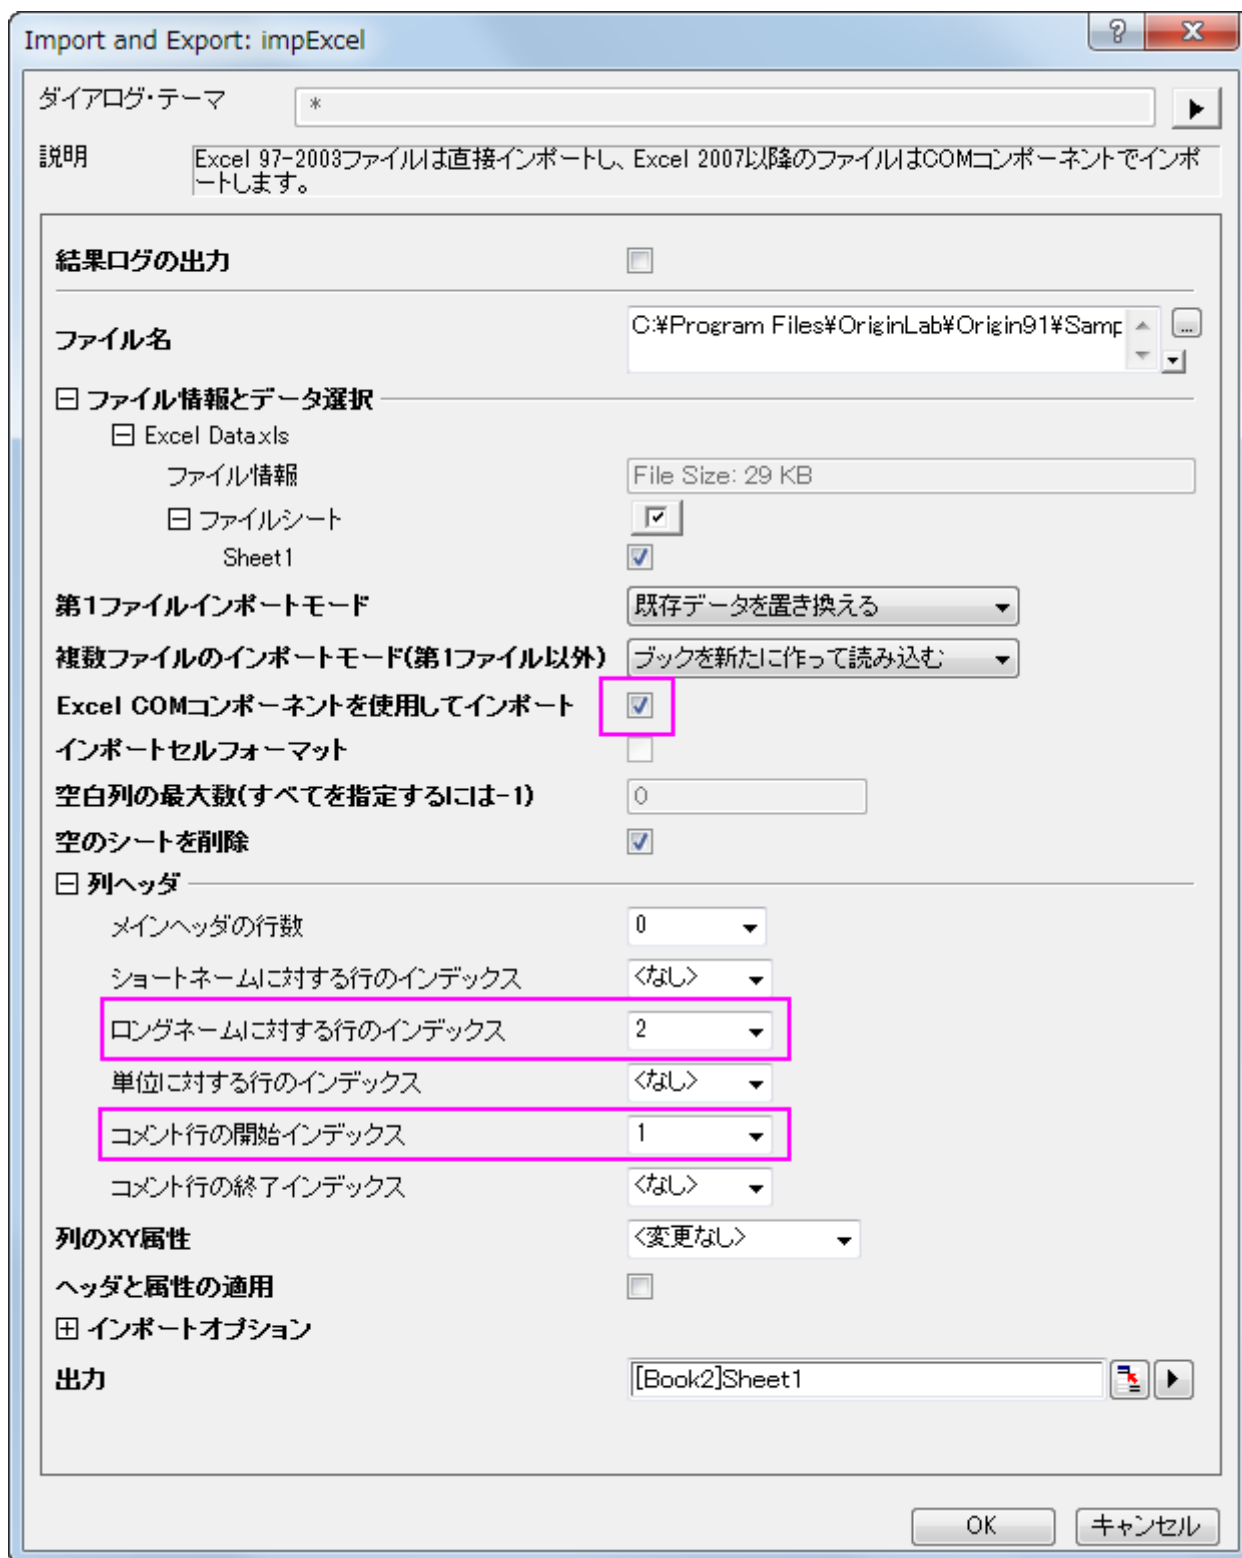 Import and Export: impExcel
ダイアログ・テーマ *
説明 Excel 97-2003ファイルは直接インポートし、Excel 2007以降のファイルはCOMコンポーネントでインポ
ートします。
結果ログの出力
ファイル名 C:¥Program Files¥OriginLab¥Origin91¥Samp ...
ファイル情報とデータ選択
Excel Data.xls
ファイル情報 File Size: 29 KB
ファイルシート
Sheet1
第1ファイルインポートモード 既存データを置き換える
複数ファイルのインポートモード(第1ファイル以外) ブックを新たに作って読み込む
Excel COMコンポーネントを使用してインポート
インポートセルフォーマット
空白列の最大数(すべてを指定するには-1) 0
空のシートを削除
列ヘッダ
メインヘッダの行数 0
ショートネームに対する行のインデックス <なし>
ロングネームに対する行のインデックス 2
単位に対する行のインデックス <なし>
コメント行の開始インデックス 1
コメント行の終了インデックス <なし>
列のXY属性 <変更なし>
ヘッダと属性の適用
インポートオプション
出力 [Book2]Sheet1
OK キャンセル